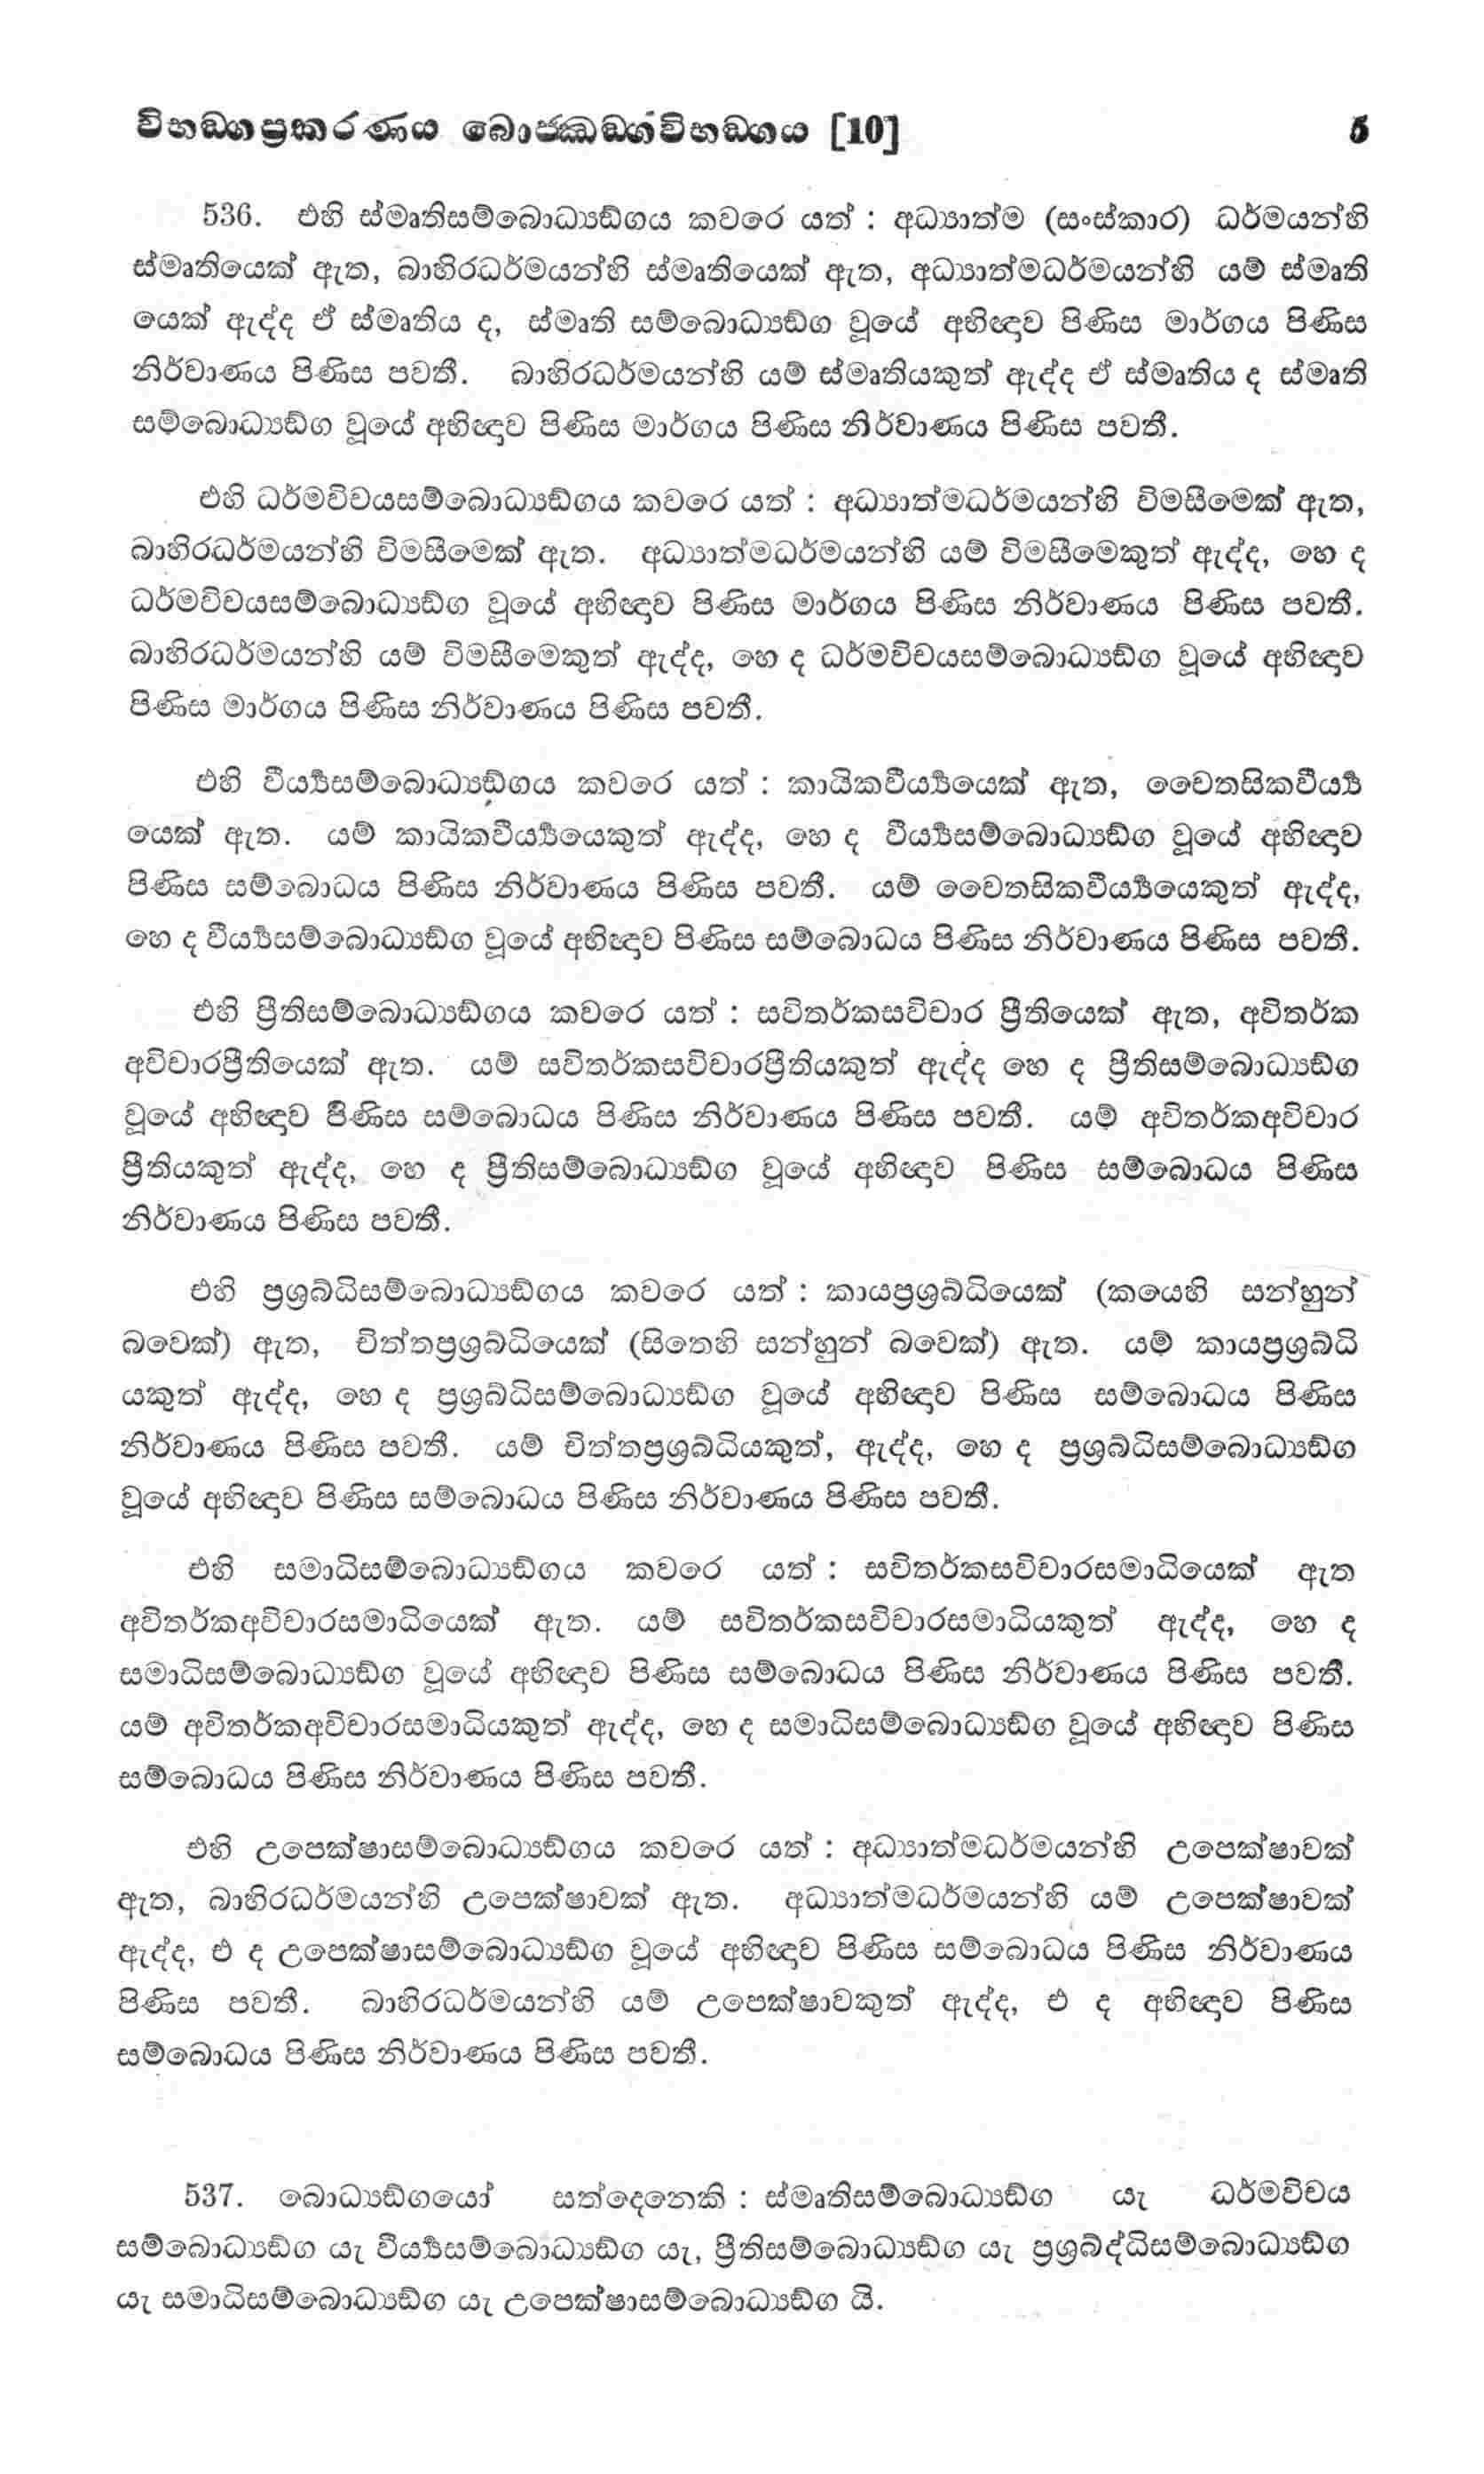 විභඞ්ගප්‍රකරණය බොජ්ඣඞ්ගවිභඞ්ගය [10] 5
536. එහි ස්මෘතිසම්බොධ්‍යඞ්ගය කවරෙ යත් : අධ්‍යාත්ම (සංස්කාර) ධර්මයන්හි
ස්මෘතියෙක් ඇත, බාහිරධර්මයන්හි ස්මෘතියෙක් ඇත, අධ්‍යාත්මධර්මයන්හි යම් ස්මෘති
යෙක් ඇද්ද ඒ ස්මෘතිය ද, ස්මෘති සම්බොධ්‍යඞ්ග වූයේ අභිඥාව පිණිස මාර්ගය පිණිස
නිර්වාණය පිණිස පවතී. බාහිරධර්මයන්හි යම් ස්මෘතියකුත් ඇද්ද ඒ ස්මෘතිය ද ස්මෘති
සම්බොධ්‍යඞ්ග වූයේ අභිඥාව පිණිස මාර්ගය පිණිස නිර්වාණය පිණිස පවතී.
එහි ධර්මවිචයසම්බොධ්‍යඞ්ගය කවරෙ යත් : අධ්‍යාත්මධර්මයන්හි විමසීමෙක් ඇත,
බාහිරධර්මයන්හි විමසීමෙක් ඇත. අධ්‍යාත්මධර්මයන්හි යම් විමසීමෙකුත් ඇද්ද, හෙ ද
ධර්මවිචයසම්බොධ්‍යඞ්ග වූයේ අභිඥාව පිණිස මාර්ගය පිණිස නිර්වාණය පිණිස පවතී.
බාහිරධර්මයන්හි යම් විමසීමෙකුත් ඇද්ද, හෙ ද ධර්මවිචයසම්බොධ්‍යඞ්ග වූයේ අභිඥාව
පිණිස මාර්ගය පිණිස නිර්වාණය පිණිස පවතී.
එහි වීර්‍ය්‍යසම්බොධ්‍යඞ්ගය කවරෙ යත් : කායිකවීර්‍ය්‍යයෙක් ඇත, චෛතසිකවීර්‍ය්‍ය
යෙක් ඇත. යම් කායිකවීර්‍ය්‍යයෙකුත් ඇද්ද, හෙ ද වීර්‍ය්‍යසම්බොධ්‍යඞ්ග වූයේ අභිඥාව
පිණිස සම්බොධය පිණිස නිර්වාණය පිණිස පවතී. යම් චෛතසිකවීර්‍ය්‍යයෙකුත් ඇද්ද,
හෙ ද වීර්‍ය්‍යසම්බොධ්‍යඞ්ග වූයේ අභිඥාව පිණිස සම්බොධය පිණිස නිර්වාණය පිණිස පවතී.
එහි ප්‍රීතිසම්බොධ්‍යඞ්ගය කවරෙ යත් : සවිතර්කසවිචාර ප්‍රීතියෙක් ඇත, අවිතර්ක
අවිචාරප්‍රීතියෙක් ඇත. යම් සවිතර්කසවිචාරප්‍රීතියකුත් ඇද්ද හෙ ද ප්‍රීතිසම්බොධ්‍යඞ්ග
වූයේ අභිඥාව පිණිස සම්බොධය පිණිස නිර්වාණය පිණිස පවතී. යම් අවිතර්කඅවිචාර
ප්‍රීතියකුත් ඇද්ද, හෙ ද ප්‍රීතිසම්බොධ්‍යඞ්ග වූයේ අභිඥාව පිණිස සම්බොධය පිණිස
නිර්වාණය පිණිස පවතී.
එහි ප්‍රශ්‍රබ්ධිසම්බොධ්‍යඞ්ගය කවරෙ යත් : කායප්‍රශ්‍රබ්ධියෙක් (කයෙහි සන්හුන්
බවෙක්) ඇත, චිත්තප්‍රශ්‍රබ්ධියෙක් (සිතෙහි සන්හුන් බවෙක්) ඇත. යම් කායප්‍රශ්‍රබ්ධි
යකුත් ඇද්ද, හෙ ද ප්‍රශ්‍රබ්ධිසම්බොධ්‍යඞ්ග වූයේ අභිඥාව පිණිස සම්බොධය පිණිස
නිර්වාණය පිණිස පවතී. යම් චිත්තප්‍රශ්‍රබ්ධියකුත්, ඇද්ද, හෙ ද ප්‍රශ්‍රබ්ධිසම්බොධ්‍යඞ්ග
වූයේ අභිඥාව පිණිස සම්බොධය පිණිස නිර්වාණය පිණිස පවතී.
එහි සමාධිසම්බොධ්‍යඞ්ගය කවරෙ යත් : සවිතර්කසවිචාරසමාධියෙක් ඇත
අවිතර්කඅවිචාරසමාධියෙක් ඇත. යම් සවිතර්කසවිචාරසමාධියකුත් ඇද්ද, හෙ ද
සමාධිසම්බොධ්‍යඞ්ග වූයේ අභිඥාව පිණිස සම්බොධය පිණිස නිර්වාණය පිණිස පවතී.
යම් අවිතර්කඅවිචාරසමාධියකුත් ඇද්ද, හෙ ද සමාධිසම්බොධ්‍යඞ්ග වූයේ අභිඥාව පිණිස
සම්බොධය පිණිස නිර්වාණය පිණිස පවතී.
එහි උපෙක්ෂාසම්බොධ්‍යඞ්ගය කවරෙ යත් : අධ්‍යාත්මධර්මයන්හි උපෙක්ෂාවක්
ඇත, බාහිරධර්මයන්හි උපෙක්ෂාවක් ඇත. අධ්‍යාත්මධර්මයන්හි යම් උපෙක්ෂාවක්
ඇද්ද, එ ද උපෙක්ෂාසම්බොධ්‍යඞ්ග වූයේ අභිඥාව පිණිස සම්බොධය පිණිස නිර්වාණය
පිණිස පවතී. බාහිරධර්මයන්හි යම් උපෙක්ෂාවකුත් ඇද්ද, එ ද අභිඥාව පිණිස
සම්බොධය පිණිස නිර්වාණය පිණිස පවතී.
537. බොධ්‍යඞ්ගයෝ සත්දෙනෙකි : ස්මෘතිසම්බොධ්‍යඞ්ග යැ ධර්මවිචය
සම්බොධ්‍යඞ්ග යැ වීර්‍ය්‍යසම්බොධ්‍යඞ්ග යැ, ප්‍රීතිසම්බොධ්‍යඞ්ග යැ ප්‍රශ්‍රබ්ද්ධිසම්බොධ්‍යඞ්ග
යැ සමාධිසම්බොධ්‍යඞ්ග යැ උපෙක්ෂාසම්බොධ්‍යඞ්ග යි.